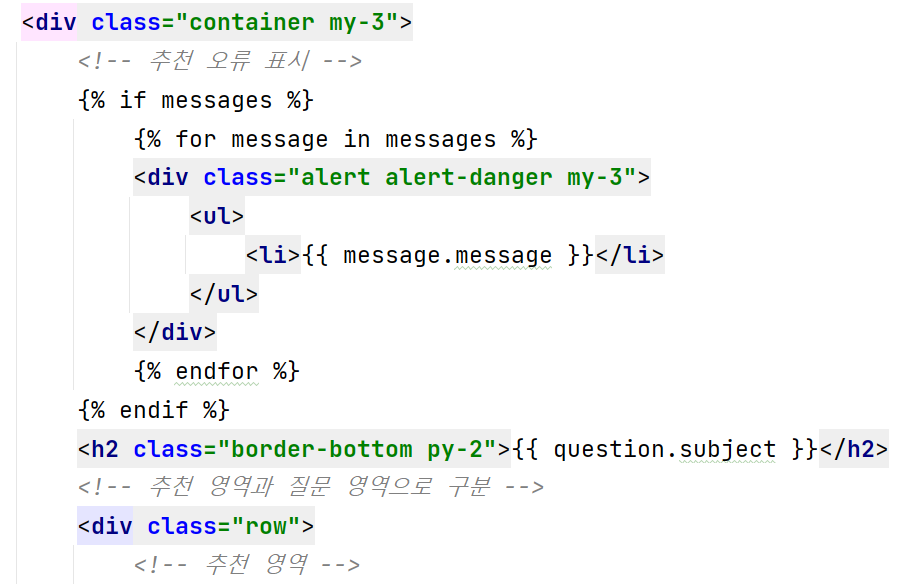 <div class="container my-3">
<!-- 추천 오류 표시 -->
{% if messages %}
{% for message in messages %}
<div class="alert alert-danger my-3">
<ul>
<li>{{ message.message }}</li>
</ul>
</div>
{% endfor %}
{% endif %}
<h2 class="border-bottom py-2">{{ question.subject }}</h2>
<!-- 추천 영역과 질문 영역으로 구분 -->
<div class="row">
<!-- 추천 영역 -->